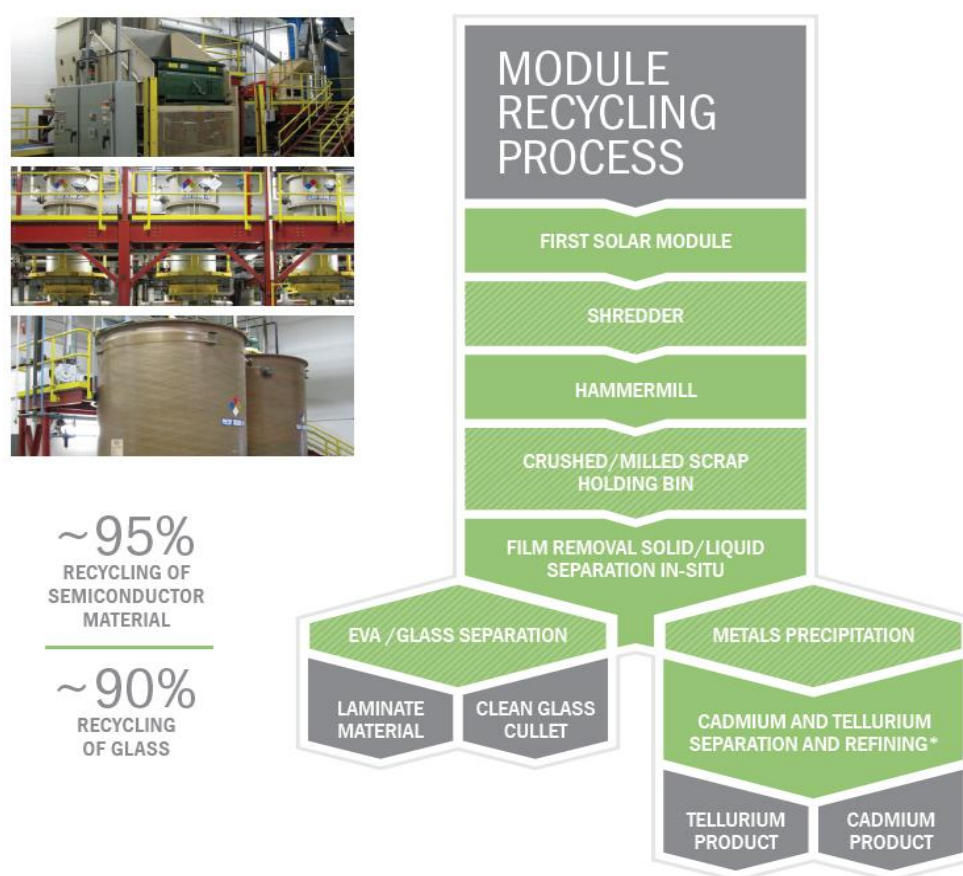 MODULE
RECYCLING
PROCESS
FIRST SOLAR MODULE
SHREDDER
HAMMERMILL
CRUSHED/MILLED SCRAP
HOLDING BIN
FILM REMOVAL SOLID/LIQUID
SEPARATION IN-SITU
EVA /GLASS SEPARATION
LAMINATE
MATERIAL
CLEAN GLASS
CULLET
METALS PRECIPITATION
CADMIUM AND TELLURIUM
SEPARATION AND REFINING*
TELLURIUM
PRODUCT
CADMIUM
PRODUCT
~95%
RECYCLING OF
SEMICONDUCTOR
MATERIAL
~90%
RECYCLING
OF GLASS